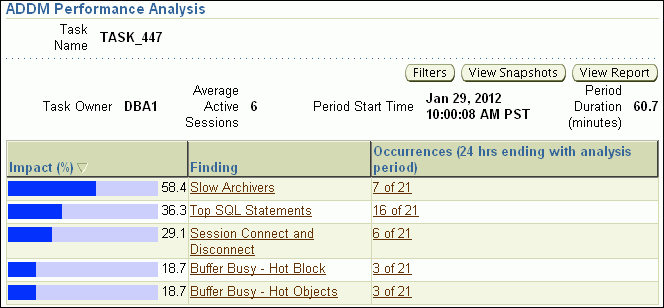 ADDM Performance Analysis
Task Name TASK_447
Filters View Snapshots View Report
Task Owner DBA1 Average Active Sessions 6 Period Start Time Jan 29, 2012 10:00:08 AM PST Period Duration (minutes) 60.7
Impact (%) Finding Occurrences (24 hrs ending with analysis period)
58.4 Slow Archivers 7 of 21
36.3 Top SQL Statements 16 of 21
29.1 Session Connect and Disconnect 6 of 21
18.7 Buffer Busy - Hot Block 3 of 21
18.7 Buffer Busy - Hot Objects 3 of 21